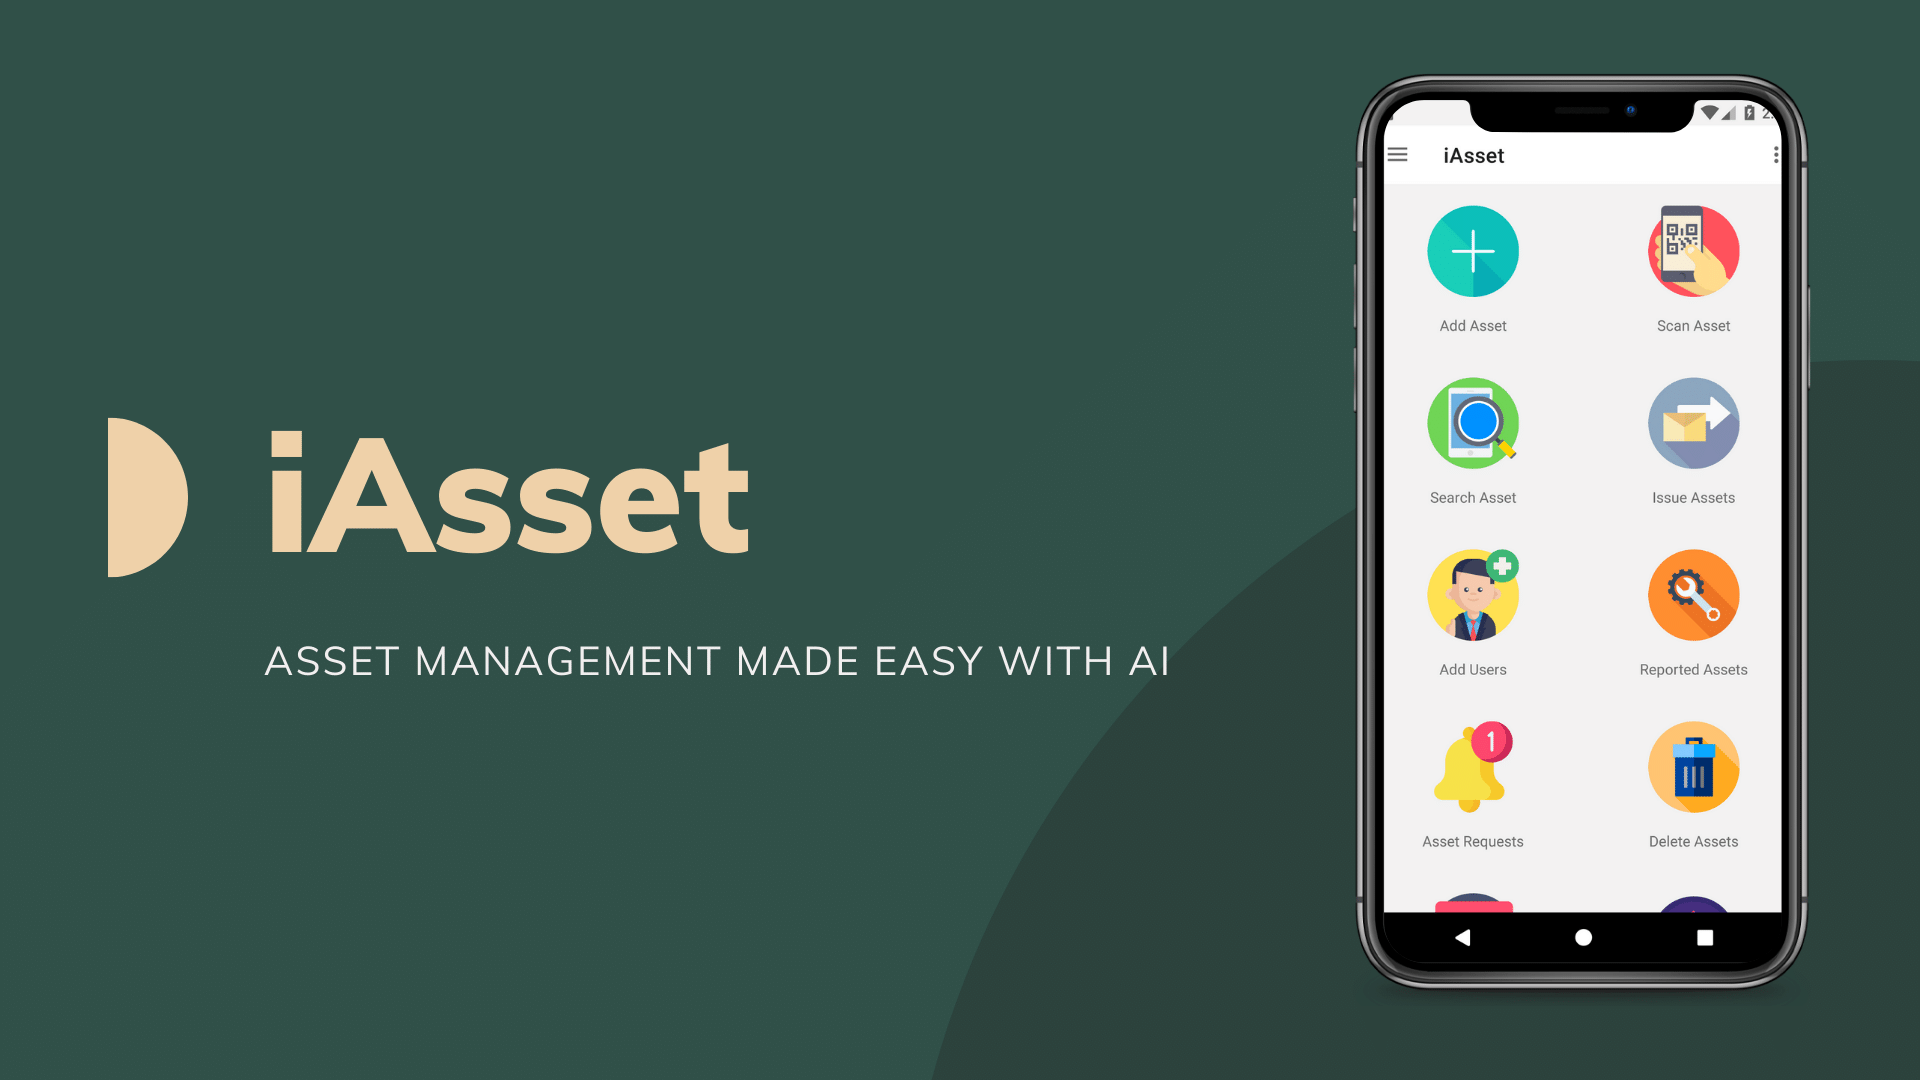 iAsset
ASSET MANAGEMENT MADE EASY WITH AI
iAsset
Add Asset
Scan Asset
Search Asset
Issue Assets
Add Users
Reported Assets
1
Asset Requests
Delete Assets